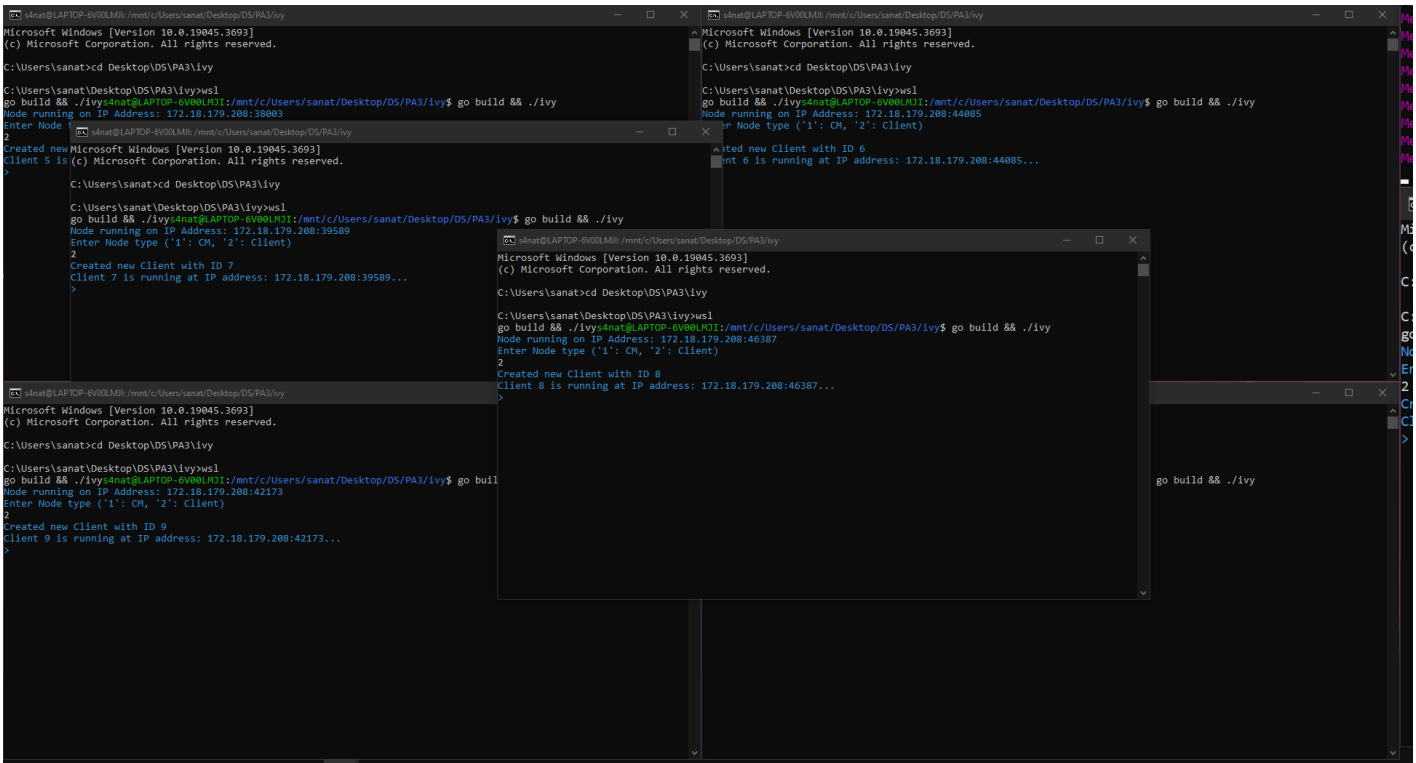 s4nat@LAPTOP-6V00LMJI: /mnt/c/Users/sanat/Desktop/DS/PA3/ivy
Microsoft Windows [Version 10.0.19045.3693]
(c) Microsoft Corporation. All rights reserved.
C:\Users\sanat>cd Desktop\DS\PA3\ivy
C:\Users\sanat\Desktop\DS\PA3\ivy>wsl
go build && ./ivys4nat@LAPTOP-6V00LMJI:/mnt/c/Users/sanat/Desktop/DS/PA3/ivy$ go build && ./ivy
Node running on IP Address: 172.18.179.208:38003
Enter Node
2
Created new
Client 5 is
>
s4nat@LAPTOP-6V00LMJI: /mnt/c/Users/sanat/Desktop/DS/PA3/ivy
Microsoft Windows [Version 10.0.19045.3693]
(c) Microsoft Corporation. All rights reserved.
C:\Users\sanat>cd Desktop\DS\PA3\ivy
C:\Users\sanat\Desktop\DS\PA3\ivy>wsl
go build && ./ivys4nat@LAPTOP-6V00LMJI:/mnt/c/Users/sanat/Desktop/DS/PA3/ivy$ go build && ./ivy
Node running on IP Address: 172.18.179.208:44085
er Node type ('1': CM, '2': Client)
ted new Client with ID 6
ent 6 is running at IP address: 172.18.179.208:44085...
s4nat@LAPTOP-6V00LMJI: /mnt/c/Users/sanat/Desktop/DS/PA3/ivy
Microsoft Windows [Version 10.0.19045.3693]
(c) Microsoft Corporation. All rights reserved.
C:\Users\sanat>cd Desktop\DS\PA3\ivy
C:\Users\sanat\Desktop\DS\PA3\ivy>wsl
go build && ./ivys4nat@LAPTOP-6V00LMJI:/mnt/c/Users/sanat/Desktop/DS/PA3/ivy$ go build && ./ivy
Node running on IP Address: 172.18.179.208:39589
Enter Node type ('1': CM, '2': Client)
2
Created new Client with ID 7
Client 7 is running at IP address: 172.18.179.208:39589...
>
s4nat@LAPTOP-6V00LMJI: /mnt/c/Users/sanat/Desktop/DS/PA3/ivy
Microsoft Windows [Version 10.0.19045.3693]
(c) Microsoft Corporation. All rights reserved.
C:\Users\sanat>cd Desktop\DS\PA3\ivy
C:\Users\sanat\Desktop\DS\PA3\ivy>wsl
go build && ./ivys4nat@LAPTOP-6V00LMJI:/mnt/c/Users/sanat/Desktop/DS/PA3/ivy$ go build && ./ivy
Node running on IP Address: 172.18.179.208:46387
Enter Node type ('1': CM, '2': Client)
2
Created new Client with ID 8
Client 8 is running at IP address: 172.18.179.208:46387...
>
s4nat@LAPTOP-6V00LMJI: /mnt/c/Users/sanat/Desktop/DS/PA3/ivy
Microsoft Windows [Version 10.0.19045.3693]
(c) Microsoft Corporation. All rights reserved.
C:\Users\sanat>cd Desktop\DS\PA3\ivy
C:\Users\sanat\Desktop\DS\PA3\ivy>wsl
go build && ./ivys4nat@LAPTOP-6V00LMJI:/mnt/c/Users/sanat/Desktop/DS/PA3/ivy$ go buil
Node running on IP Address: 172.18.179.208:42173
Enter Node type ('1': CM, '2': Client)
2
Created new Client with ID 9
Client 9 is running at IP address: 172.18.179.208:42173...
>
go build && ./ivy
Me
Me
Me
Me
Me
Me
Me
Me
Me
Mi
(c
C:
C:
go
No
En
2
Cr
Cl
>